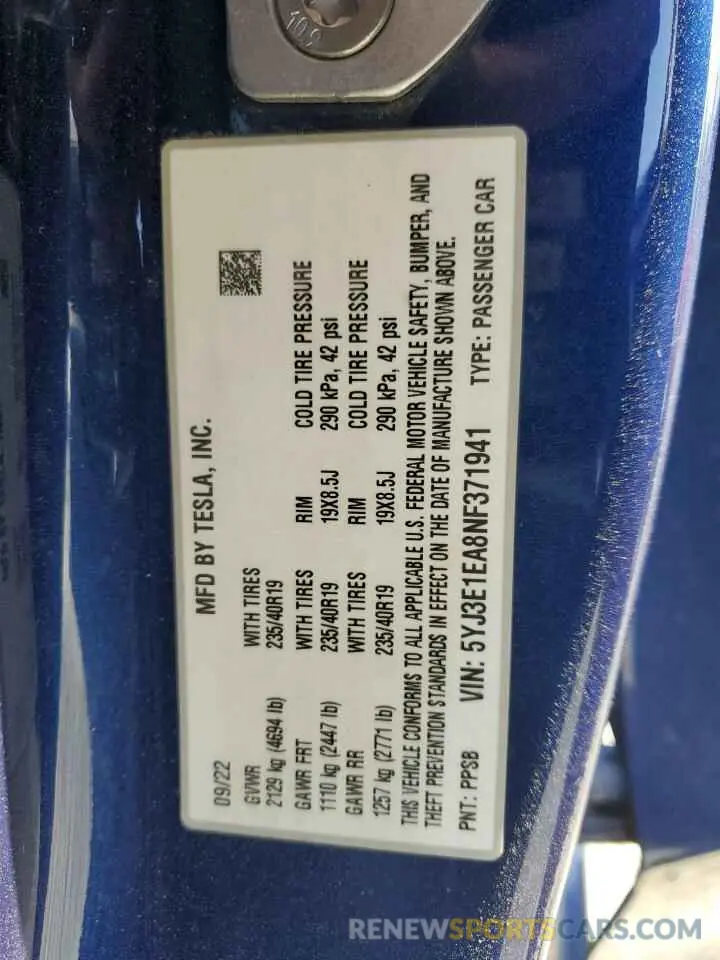 10.9
MFD BY TESLA, INC.
09/22
GVWR WITH TIRES
2129 kg (4694 lb) 235/40R19
GAWR FRT WITH TIRES RIM COLD TIRE PRESSURE
1110 kg (2447 lb) 235/40R19 19X8.5J 290 kPa, 42 psi
GAWR RR WITH TIRES RIM COLD TIRE PRESSURE
1257 kg (2771 lb) 235/40R19 19X8.5J 290 kPa, 42 psi
THIS VEHICLE CONFORMS TO ALL APPLICABLE U.S. FEDERAL MOTOR VEHICLE SAFETY, BUMPER, AND
THEFT PREVENTION STANDARDS IN EFFECT ON THE DATE OF MANUFACTURE SHOWN ABOVE.
PNT: PPSB VIN: 5YJ3E1EA8NF371941 TYPE: PASSENGER CAR
RENEWSPORTSCARS.COM